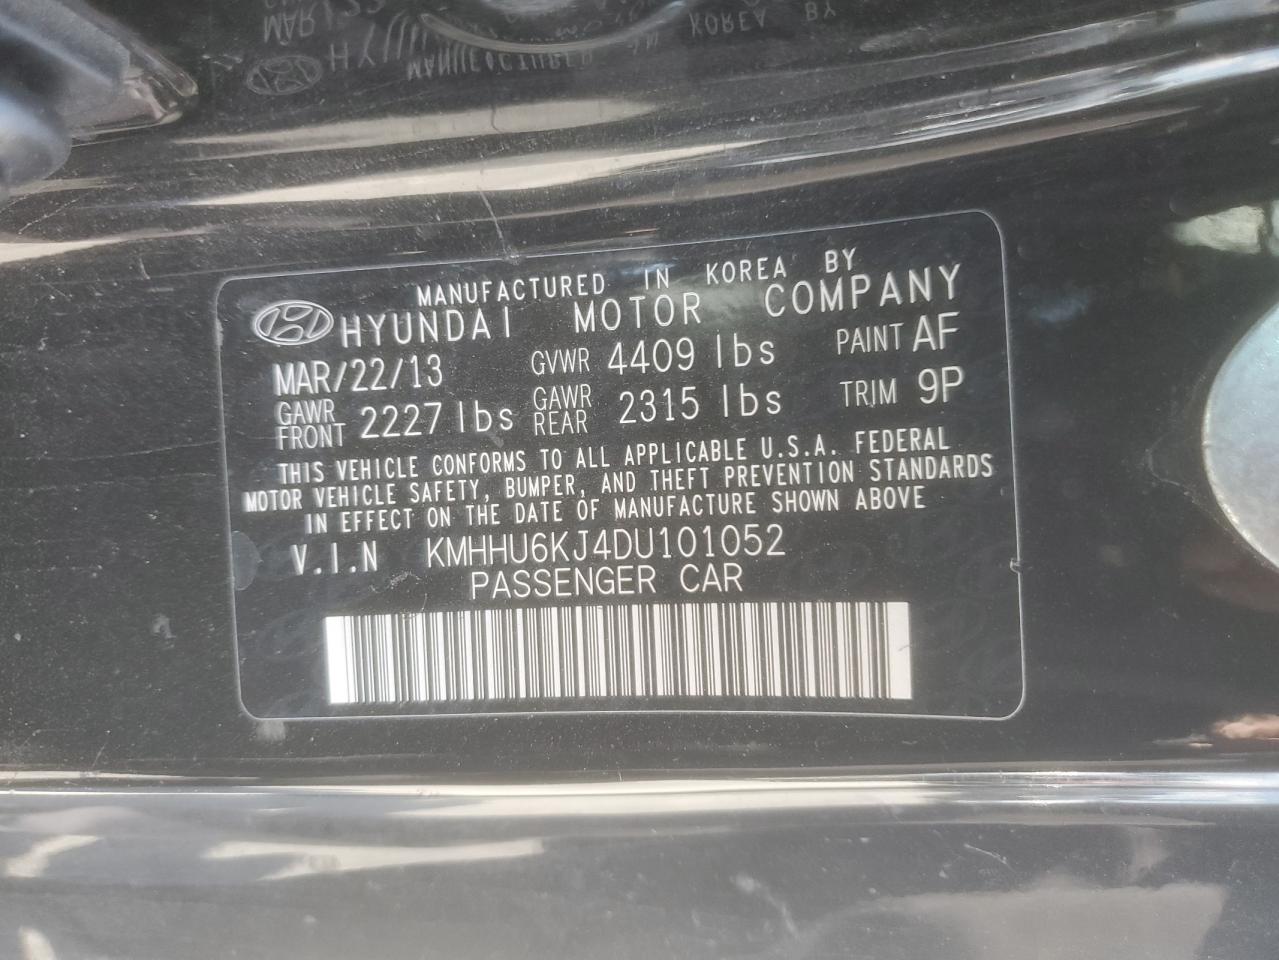 MANUFACTURED IN KOREA BY
HYUNDAI MOTOR COMPANY
MAR/22/13 GVWR 4409 lbs PAINT AF
GAWR FRONT 2227 lbs GAWR REAR 2315 lbs TRIM 9P
THIS VEHICLE CONFORMS TO ALL APPLICABLE U.S.A. FEDERAL
MOTOR VEHICLE SAFETY, BUMPER, AND THEFT PREVENTION STANDARDS
IN EFFECT ON THE DATE OF MANUFACTURE SHOWN ABOVE
V.I.N KMHHU6KJ4DU101052
PASSENGER CAR